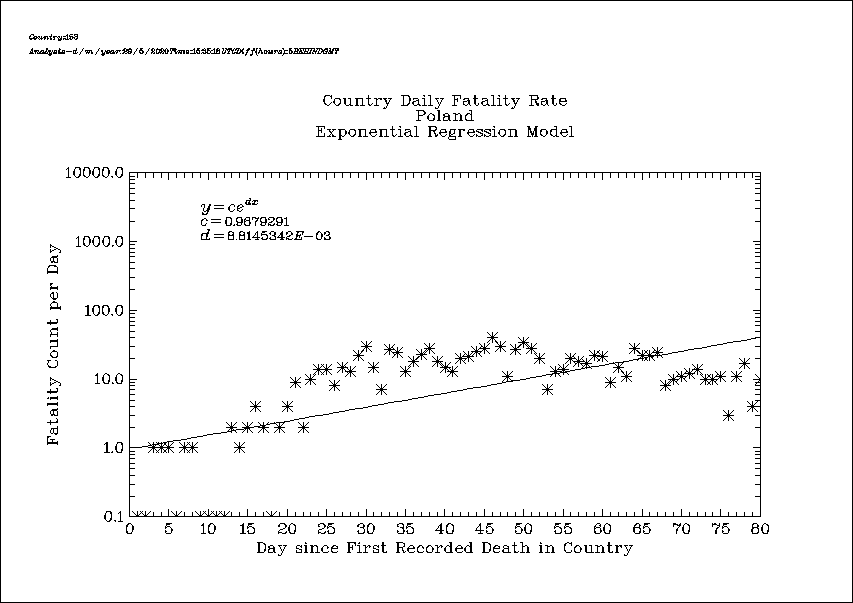 Country:153
Country Daily Fatality Rate
Poland
Exponential Regression Model
y=ce^dx
c=0.9679291
d=8.8145342E-03
10000.0
1000.0
100.0
10.0
1.0
0.1
Fatality Count per Day
0 5 10 15 20 25 30 35 40 45 50 55 60 65 70 75 80
Day since First Recorded Death in Country